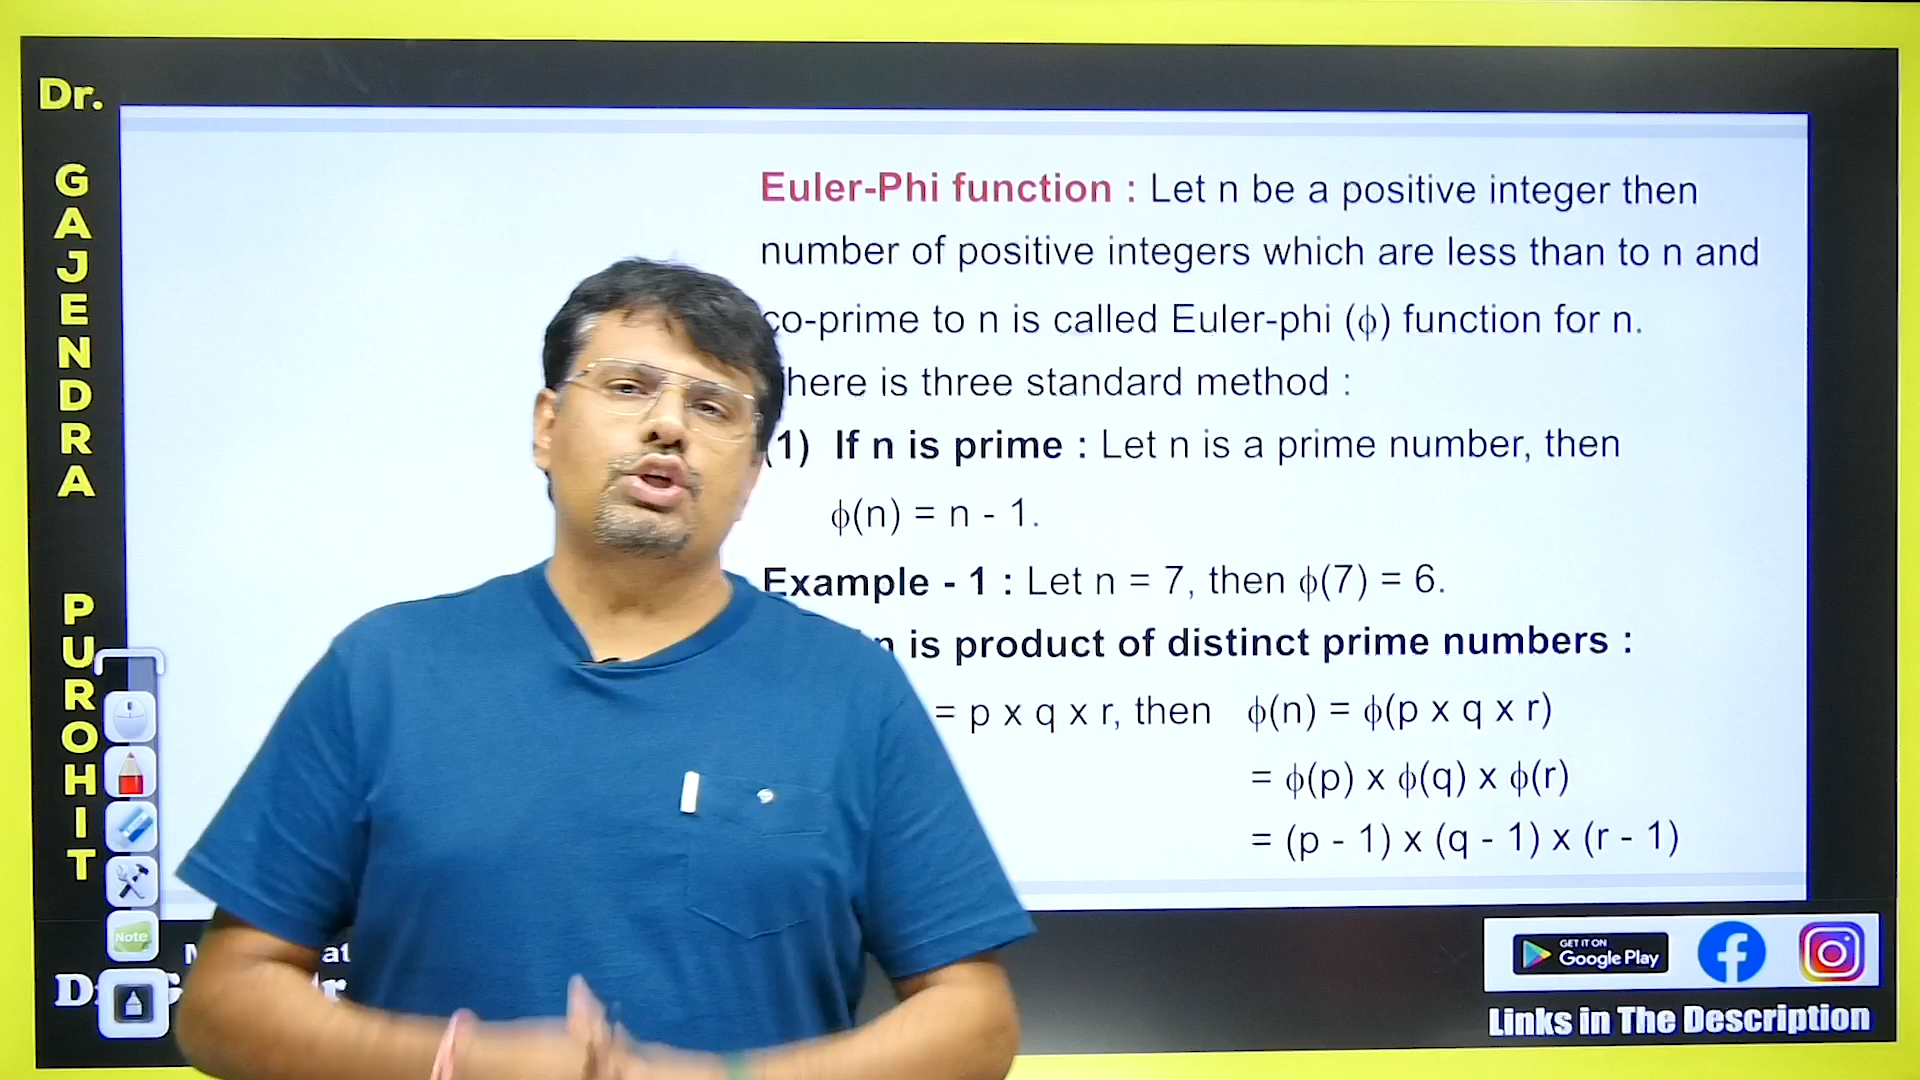 Dr.
GAJENDRA
PUROHIT
Euler-Phi function : Let n be a positive integer then
number of positive integers which are less than to n and
co-prime to n is called Euler-phi (ϕ) function for n.
here is three standard method :
(1) If n is prime : Let n is a prime number, then
ϕ(n) = n - 1.
Example - 1 : Let n = 7, then ϕ(7) = 6.
n is product of distinct prime numbers :
= p x q x r, then ϕ(n) = ϕ(p x q x r)
= ϕ(p) x ϕ(q) x ϕ(r)
= (p - 1) x (q - 1) x (r - 1)
Note
GET IT ON
Google Play
Links in The Description